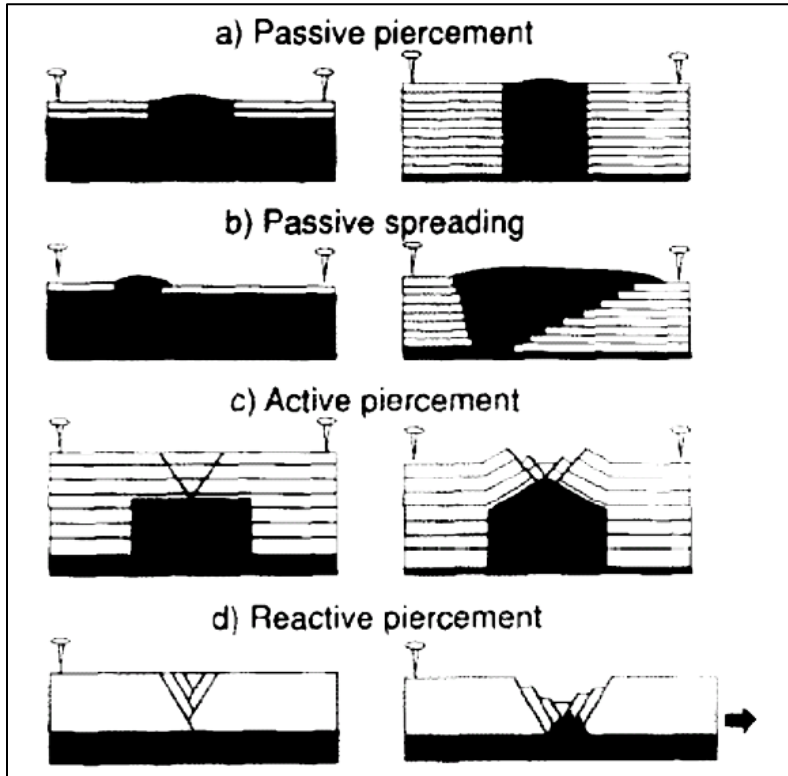 a) Passive piercement
b) Passive spreading
c) Active piercement
d) Reactive piercement